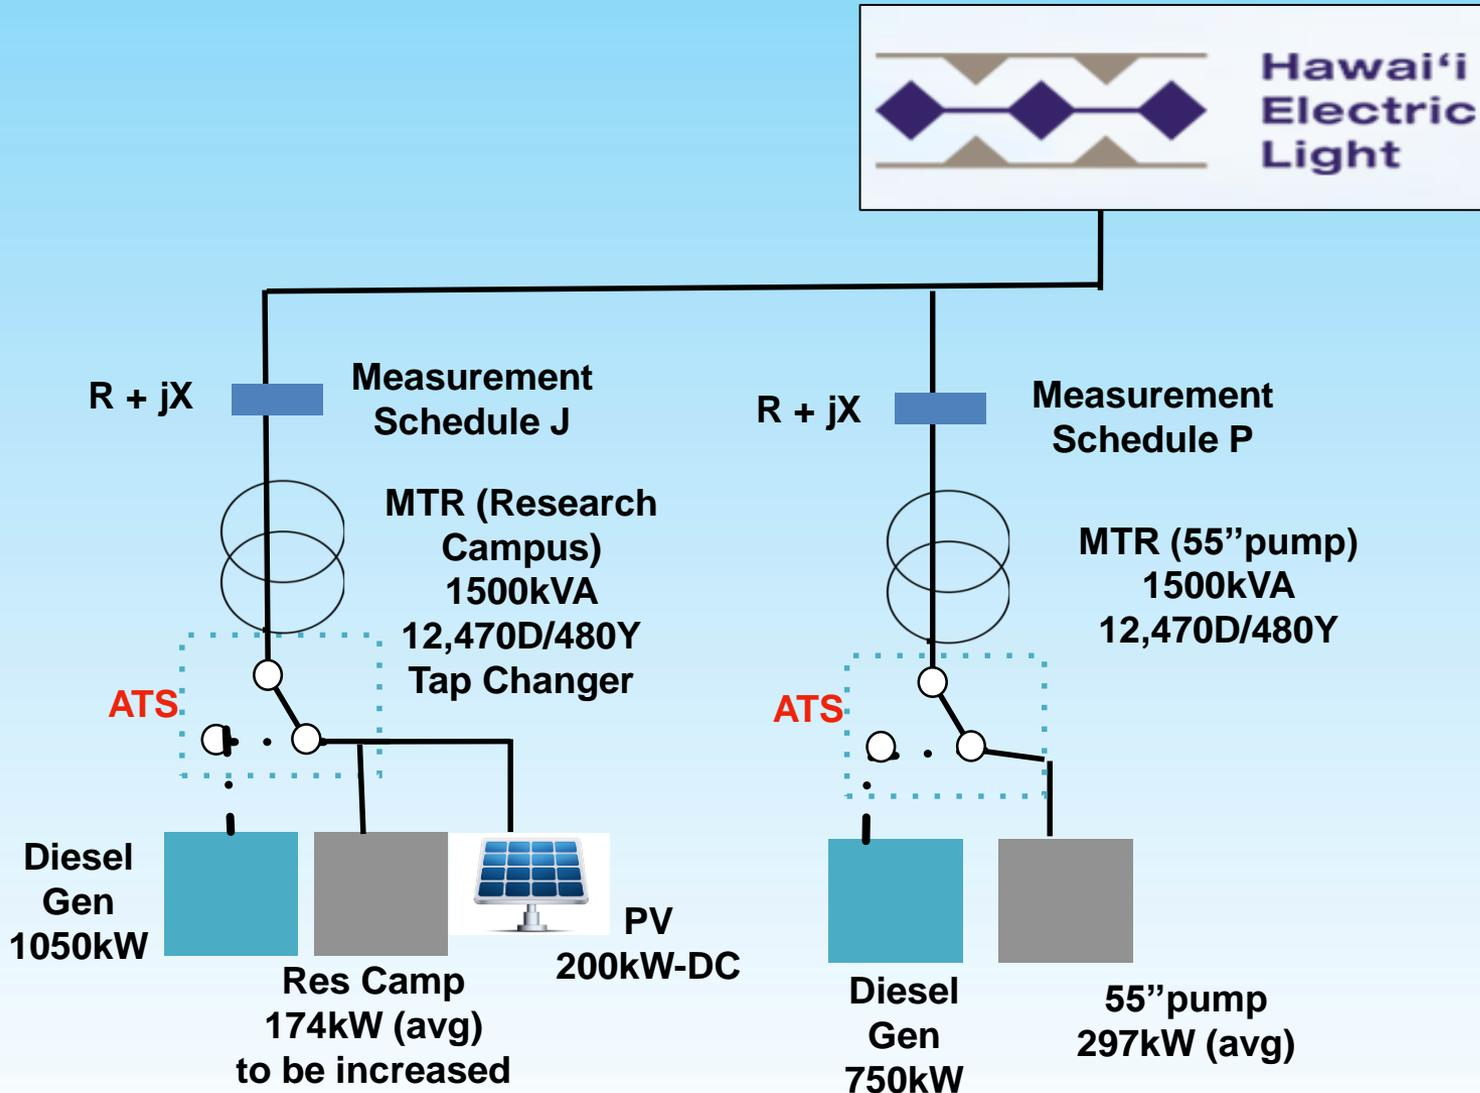 Hawai‘i
Electric
Light
R + jX
Measurement
Schedule J
R + jX
Measurement
Schedule P
MTR (Research
Campus)
1500kVA
12,470D/480Y
Tap Changer
MTR (55”pump)
1500kVA
12,470D/480Y
ATS
ATS
Diesel
Gen
1050kW
Res Camp
174kW (avg)
to be increased
PV
200kW-DC
Diesel
Gen
750kW
55”pump
297kW (avg)